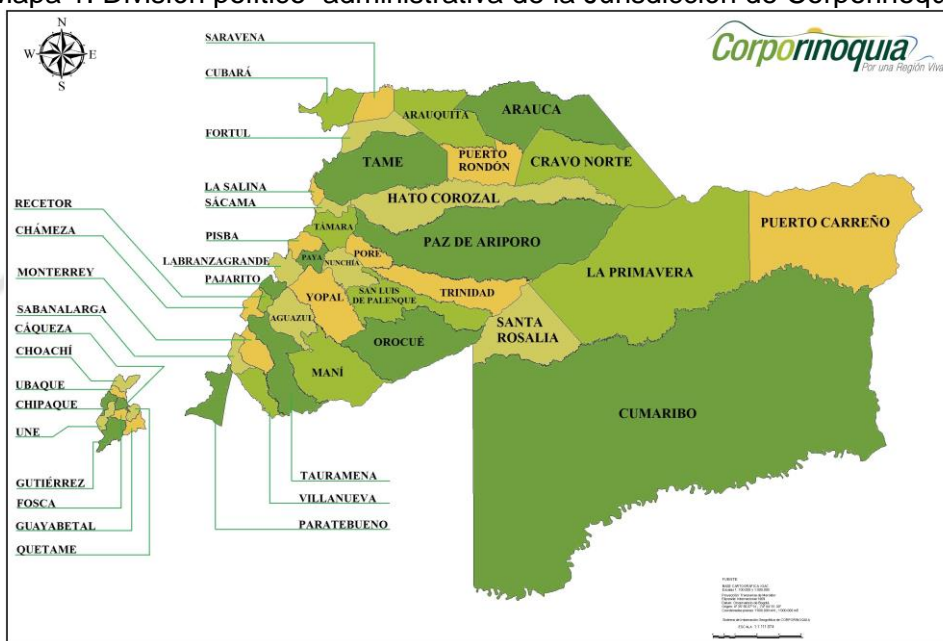 Mapa 1. División político- administrativa de la Jurisdicción de Corporinoquia
N
W E
S
Corporinoquia
Por una Región Viva
SARAVENA
CUBARÁ
ARAUQUITA
ARAUCA
FORTUL
TAME
PUERTO
RONDÓN
CRAVO NORTE
LA SALINA
SÁCAMA
HATO COROZAL
RECETOR
CHÁMEZA
TÁMARA
PISBA
PAZ DE ARIPORO
PUERTO CARREÑO
LABRANZAGRANDE
PAYA
NUNCHÍA
PORE
MONTERREY
PAJARITO
LA PRIMAVERA
YOPAL
SAN LUIS
DE PALENQUE
TRINIDAD
SABANALARGA
AGUAZUL
SANTA
ROSALIA
CÁQUEZA
OROCUÉ
CHOACHÍ
MANÍ
UBAQUE
CHIPAQUE
CUMARIBO
UNE
TAURAMENA
GUTIÉRREZ
VILLANUEVA
FOSCA
GUAYABETAL
PARATEBUENO
QUETAME
FUENTE